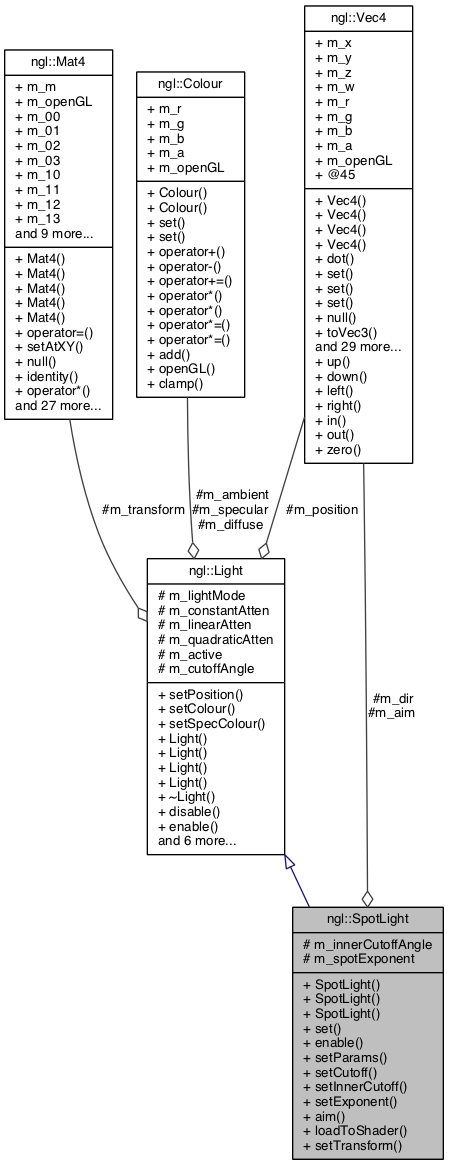 ngl::Mat4
+ m_m
+ m_openGL
+ m_00
+ m_01
+ m_02
+ m_03
+ m_10
+ m_11
+ m_12
+ m_13
and 9 more...
+ Mat4()
+ Mat4()
+ Mat4()
+ Mat4()
+ Mat4()
+ operator=()
+ setAtXY()
+ null()
+ identity()
+ operator*()
and 27 more...
ngl::Colour
+ m_r
+ m_g
+ m_b
+ m_a
+ m_openGL
+ Colour()
+ Colour()
+ set()
+ set()
+ operator+()
+ operator-()
+ operator+=()
+ operator*()
+ operator*()
+ operator*=()
+ operator*=()
+ add()
+ openGL()
+ clamp()
ngl::Vec4
+ m_x
+ m_y
+ m_z
+ m_w
+ m_r
+ m_g
+ m_b
+ m_a
+ m_openGL
+ @45
+ Vec4()
+ Vec4()
+ Vec4()
+ Vec4()
+ dot()
+ set()
+ set()
+ set()
+ null()
+ toVec3()
and 29 more...
+ up()
+ down()
+ left()
+ right()
+ in()
+ out()
+ zero()
#m_transform
#m_ambient
#m_specular
#m_diffuse
#m_position
ngl::Light
# m_lightMode
# m_constantAtten
# m_linearAtten
# m_quadraticAtten
# m_active
# m_cutoffAngle
+ setPosition()
+ setColour()
+ setSpecColour()
+ Light()
+ Light()
+ Light()
+ Light()
+ ~Light()
+ disable()
+ enable()
and 6 more...
#m_dir
#m_aim
ngl::SpotLight
# m_innerCutoffAngle
# m_spotExponent
+ SpotLight()
+ SpotLight()
+ SpotLight()
+ set()
+ enable()
+ setParams()
+ setCutoff()
+ setInnerCutoff()
+ setExponent()
+ aim()
+ loadToShader()
+ setTransform()